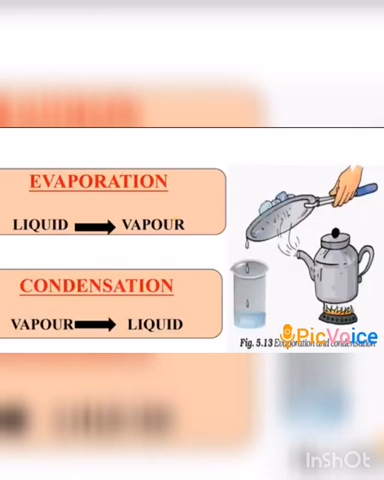 EVAPORATION
LIQUID VAPOUR
CONDENSATION
VAPOUR LIQUID
PicVoice
Fig. 5.13 Evaporation and condensation
InShOt